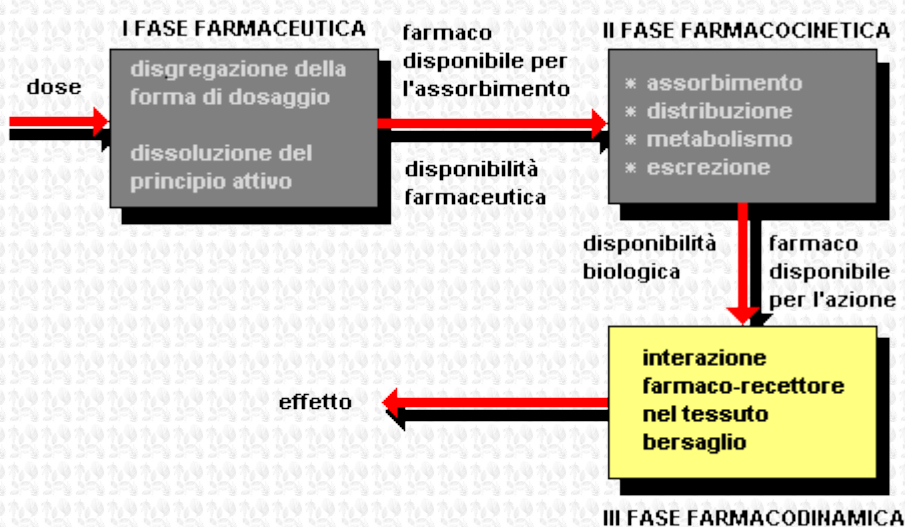 I FASE FARMACEUTICA
dose
disgregazione della
forma di dosaggio
dissoluzione del
principio attivo
farmaco
disponibile per
l'assorbimento
disponibilità
farmaceutica
II FASE FARMACOCINETICA
* assorbimento
* distribuzione
* metabolismo
* escrezione
disponibilità
biologica
farmaco
disponibile
per l'azione
interazione
farmaco-recettore
nel tessuto
bersaglio
effetto
III FASE FARMACODINAMICA